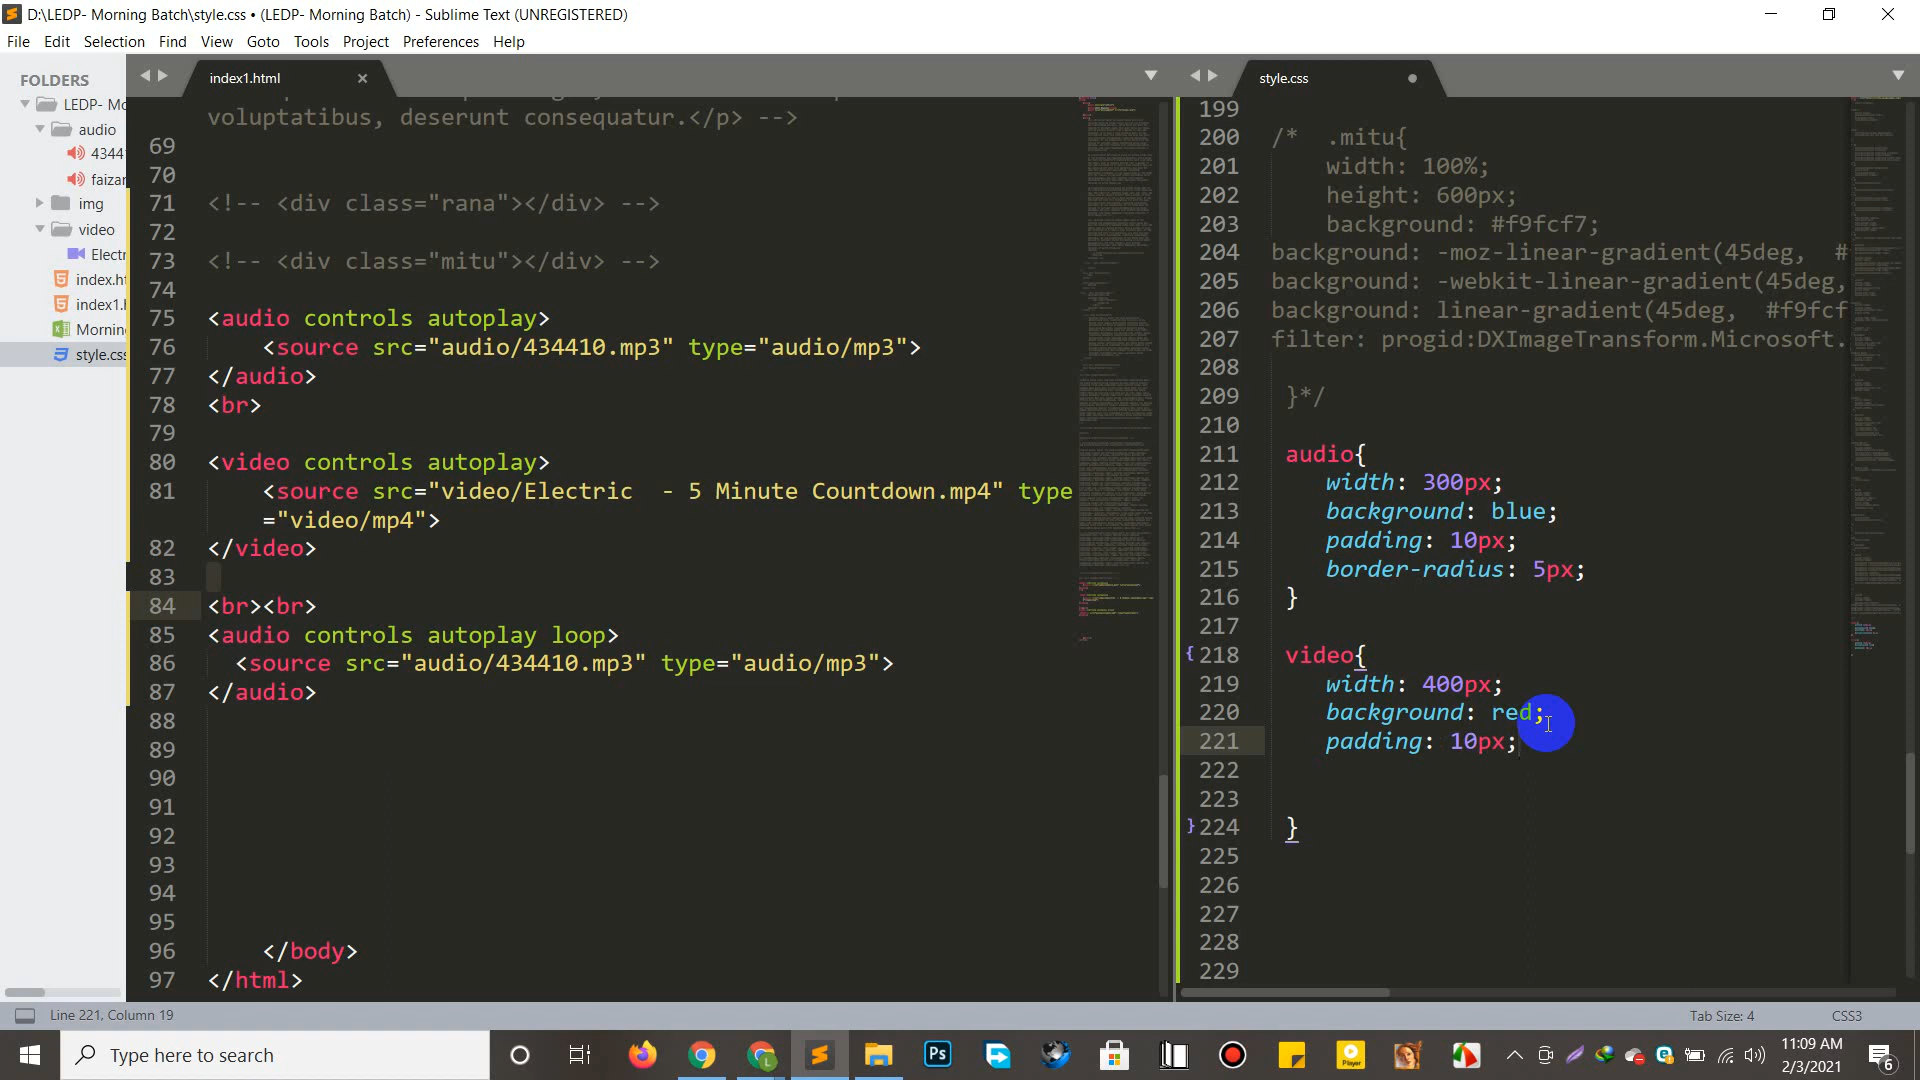 D:\LEDP- Morning Batch\style.css • (LEDP- Morning Batch) - Sublime Text (UNREGISTERED)
File Edit Selection Find View Goto Tools Project Preferences Help
FOLDERS
LEDP- Mo
audio
4344
faizar
img
video
Electr
index.ht
index1.h
Mornin
style.css
index1.html
voluptatibus, deserunt consequatur.</p> -->
69
70
71 <!-- <div class="rana"></div> -->
72
73 <!-- <div class="mitu"></div> -->
74
75 <audio controls autoplay>
76 <source src="audio/434410.mp3" type="audio/mp3">
77 </audio>
78 <br>
79
80 <video controls autoplay>
81 <source src="video/Electric  - 5 Minute Countdown.mp4" type
="video/mp4">
82 </video>
83
84 <br><br>
85 <audio controls autoplay loop>
86 <source src="audio/434410.mp3" type="audio/mp3">
87 </audio>
88
89
90
91
92
93
94
95
96 </body>
97 </html>
style.css
199
200 /*  .mitu{
201 width: 100%;
202 height: 600px;
203 background: #f9fcf7;
204 background: -moz-linear-gradient(45deg,  #
205 background: -webkit-linear-gradient(45deg,
206 background: linear-gradient(45deg,  #f9fcf
207 filter: progid:DXImageTransform.Microsoft.
208
209 }*/
210
211 audio{
212 width: 300px;
213 background: blue;
214 padding: 10px;
215 border-radius: 5px;
216 }
217
218 video{
219 width: 400px;
220 background: red;
221 padding: 10px;
222
223
224 }
225
226
227
228
229
Line 221, Column 19
Tab Size: 4
CSS3
Type here to search
Ps
Player
11:09 AM
2/3/2021
6